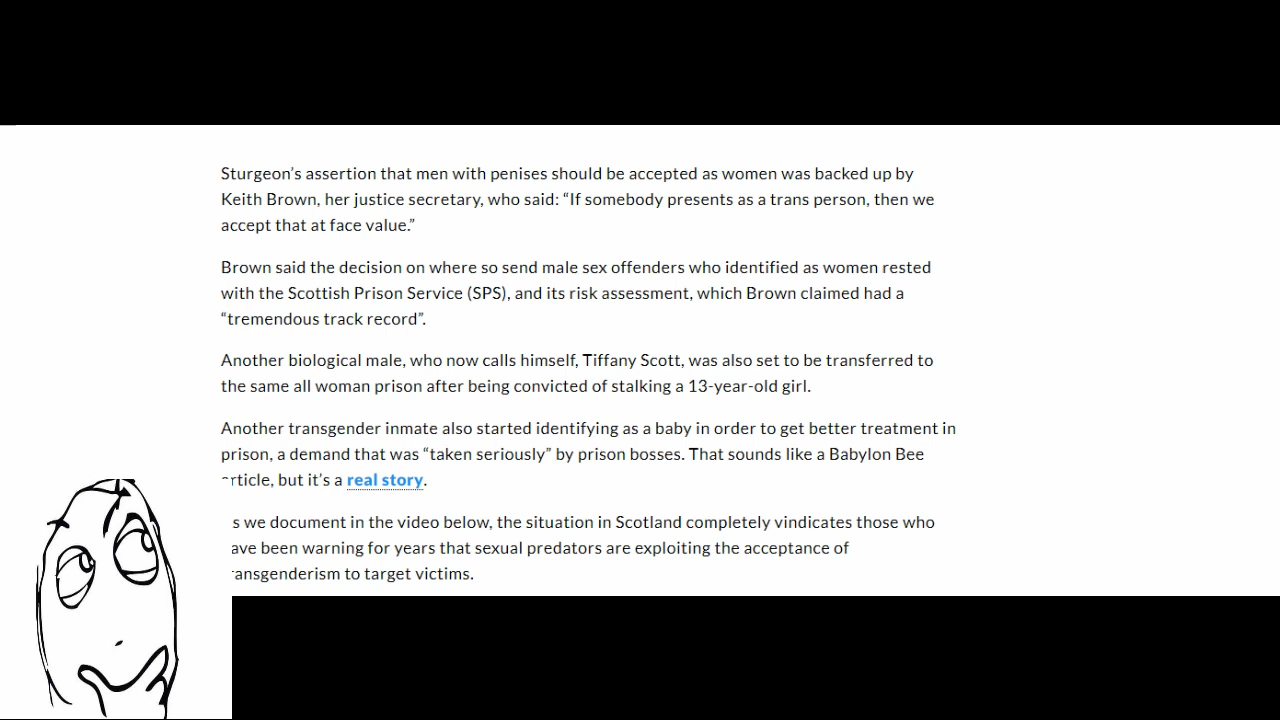 Sturgeon’s assertion that men with penises should be accepted as women was backed up by
Keith Brown, her justice secretary, who said: “If somebody presents as a trans person, then we
accept that at face value.”
Brown said the decision on where so send male sex offenders who identified as women rested
with the Scottish Prison Service (SPS), and its risk assessment, which Brown claimed had a
“tremendous track record”.
Another biological male, who now calls himself, Tiffany Scott, was also set to be transferred to
the same all woman prison after being convicted of stalking a 13-year-old girl.
Another transgender inmate also started identifying as a baby in order to get better treatment in
prison, a demand that was “taken seriously” by prison bosses. That sounds like a Babylon Bee
rticle, but it’s a real story.
s we document in the video below, the situation in Scotland completely vindicates those who
ave been warning for years that sexual predators are exploiting the acceptance of
ansgenderism to target victims.